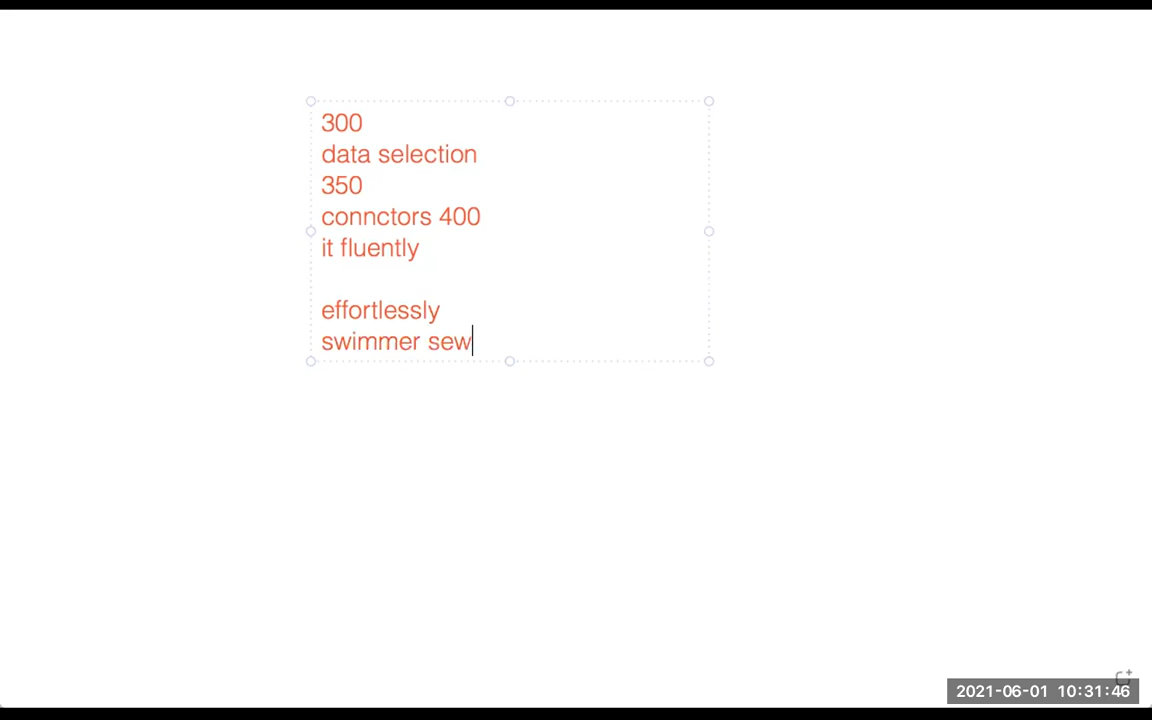 300
data selection
350
connctors 400
it fluently
effortlessly
swimmer sew
2021-06-01 10:31:46